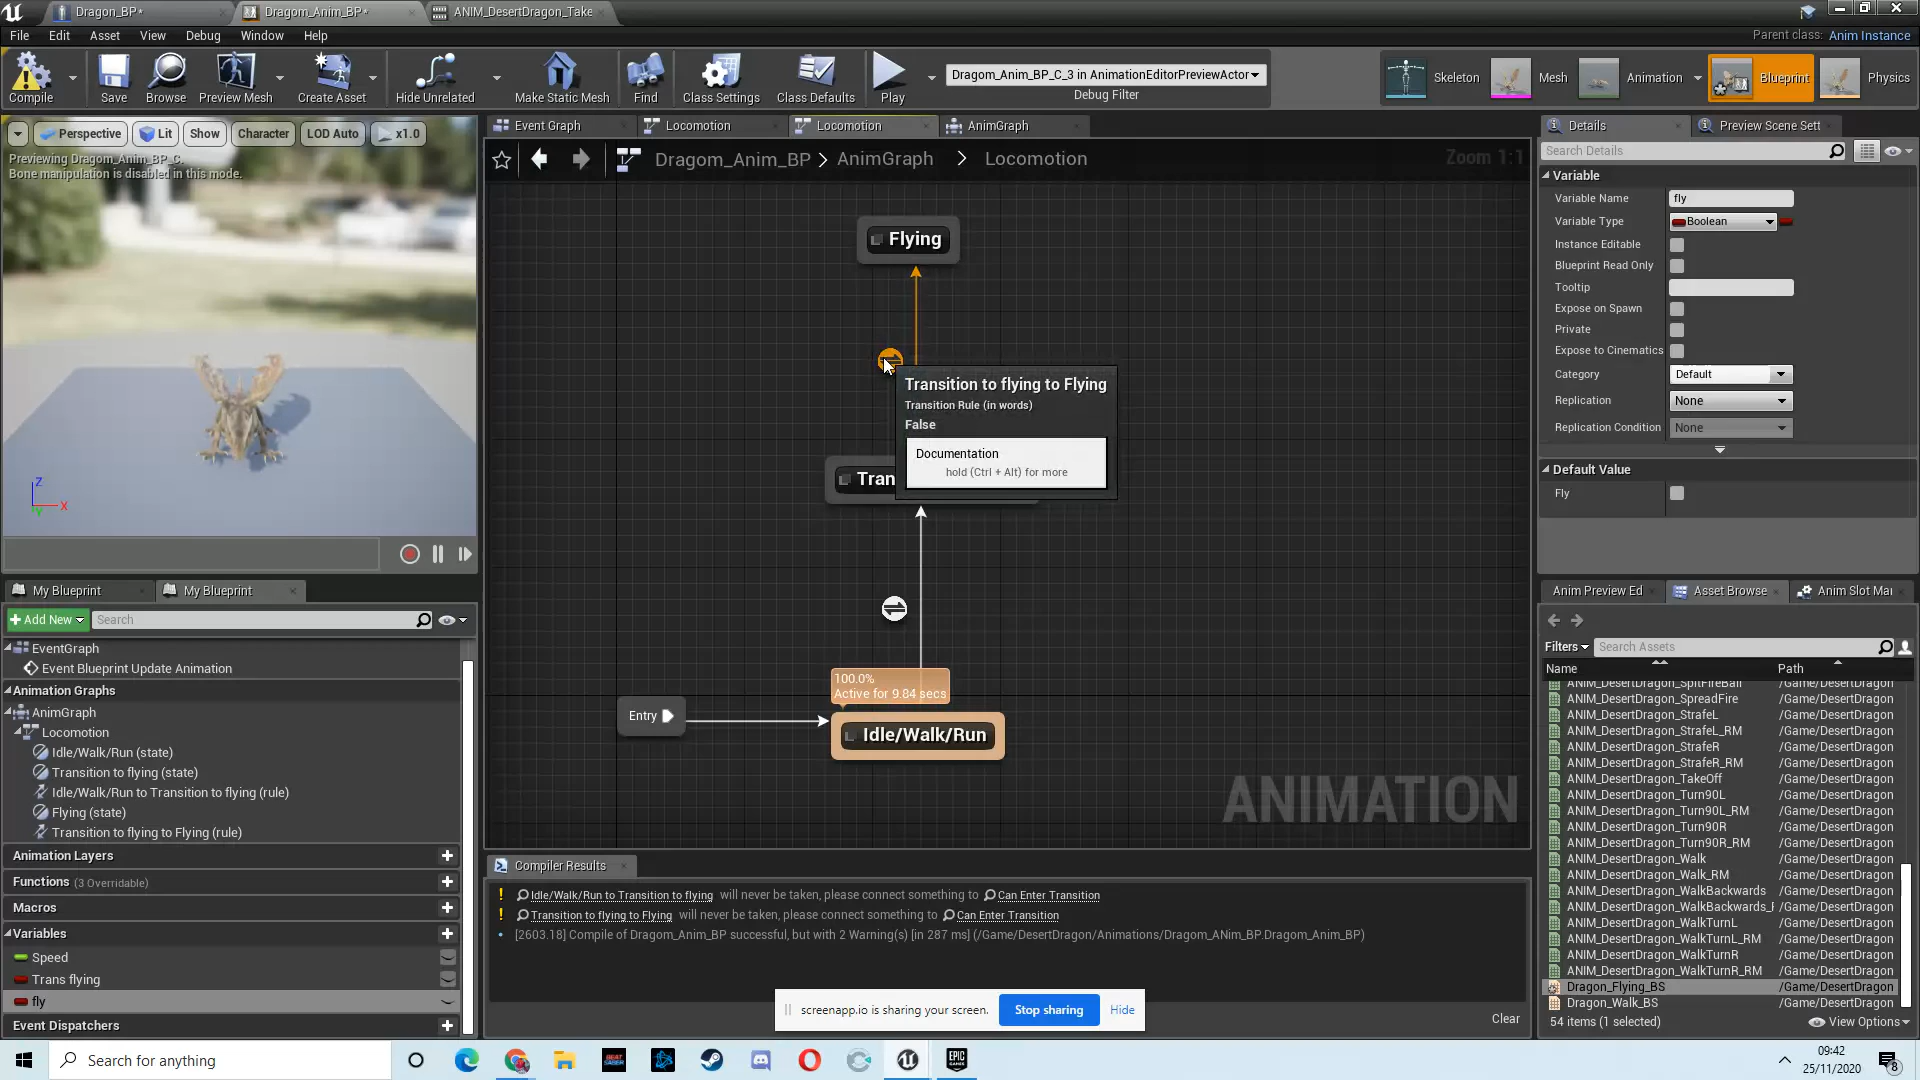 Dragon_BP*
Dragom_Anim_BP*
ANIM_DesertDragon_Take
File Edit Asset View Debug Window Help
Parent class: Anim Instance
Compile
Save
Browse
Preview Mesh
Create Asset
Hide Unrelated
Make Static Mesh
Find
Class Settings
Class Defaults
Play
Dragom_Anim_BP_C_3 in AnimationEditorPreviewActor
Debug Filter
Skeleton
Mesh
Animation
Blueprint
Physics
Perspective
Lit
Show
Character
LOD Auto
x1.0
Previewing Dragom_Anim_BP_C.
Bone manipulation is disabled in this mode.
Z
X
Y
Event Graph
Locomotion
Locomotion
AnimGraph
Dragom_Anim_BP > AnimGraph > Locomotion
Zoom 1:1
Flying
Transition to flying to Flying
Transition Rule (in words)
False
Documentation
hold (Ctrl + Alt) for more
Tran
100.0%
Active for 9.84 secs
Entry
Idle/Walk/Run
ANIMATION
Details
Preview Scene Sett
Search Details
Variable
Variable Name fly
Variable Type Boolean
Instance Editable
Blueprint Read Only
Tooltip
Expose on Spawn
Private
Expose to Cinematics
Category Default
Replication None
Replication Condition None
Default Value
Fly
My Blueprint
My Blueprint
Add New
Search
EventGraph
Event Blueprint Update Animation
Animation Graphs
AnimGraph
Locomotion
Idle/Walk/Run (state)
Transition to flying (state)
Idle/Walk/Run to Transition to flying (rule)
Flying (state)
Transition to flying to Flying (rule)
Animation Layers
Functions (3 Overridable)
Macros
Variables
Speed
Trans flying
fly
Event Dispatchers
Compiler Results
Idle/Walk/Run to Transition to flying will never be taken, please connect something to Can Enter Transition
Transition to flying to Flying will never be taken, please connect something to Can Enter Transition
[2603.18] Compile of Dragom_Anim_BP successful, but with 2 Warning(s) [in 287 ms] (/Game/DesertDragon/Animations/Dragom_ANim_BP.Dragom_Anim_BP)
Clear
screenapp.io is sharing your screen.
Stop sharing
Hide
Anim Preview Ed
Asset Browse
Anim Slot Mai
Filters
Search Assets
Name Path
ANIM_DesertDragon_SpitFireBall /Game/DesertDragon
ANIM_DesertDragon_SpreadFire /Game/DesertDragon
ANIM_DesertDragon_StrafeL /Game/DesertDragon
ANIM_DesertDragon_StrafeL_RM /Game/DesertDragon
ANIM_DesertDragon_StrafeR /Game/DesertDragon
ANIM_DesertDragon_StrafeR_RM /Game/DesertDragon
ANIM_DesertDragon_TakeOff /Game/DesertDragon
ANIM_DesertDragon_Turn90L /Game/DesertDragon
ANIM_DesertDragon_Turn90L_RM /Game/DesertDragon
ANIM_DesertDragon_Turn90R /Game/DesertDragon
ANIM_DesertDragon_Turn90R_RM /Game/DesertDragon
ANIM_DesertDragon_Walk /Game/DesertDragon
ANIM_DesertDragon_Walk_RM /Game/DesertDragon
ANIM_DesertDragon_WalkBackwards /Game/DesertDragon
ANIM_DesertDragon_WalkBackwards_F /Game/DesertDragon
ANIM_DesertDragon_WalkTurnL /Game/DesertDragon
ANIM_DesertDragon_WalkTurnL_RM /Game/DesertDragon
ANIM_DesertDragon_WalkTurnR /Game/DesertDragon
ANIM_DesertDragon_WalkTurnR_RM /Game/DesertDragon
Dragon_Flying_BS /Game/DesertDragon
Dragon_Walk_BS /Game/DesertDragon
54 items (1 selected)
View Options
Search for anything
BEAT SABER
EPIC GAMES
09:42
25/11/2020
8